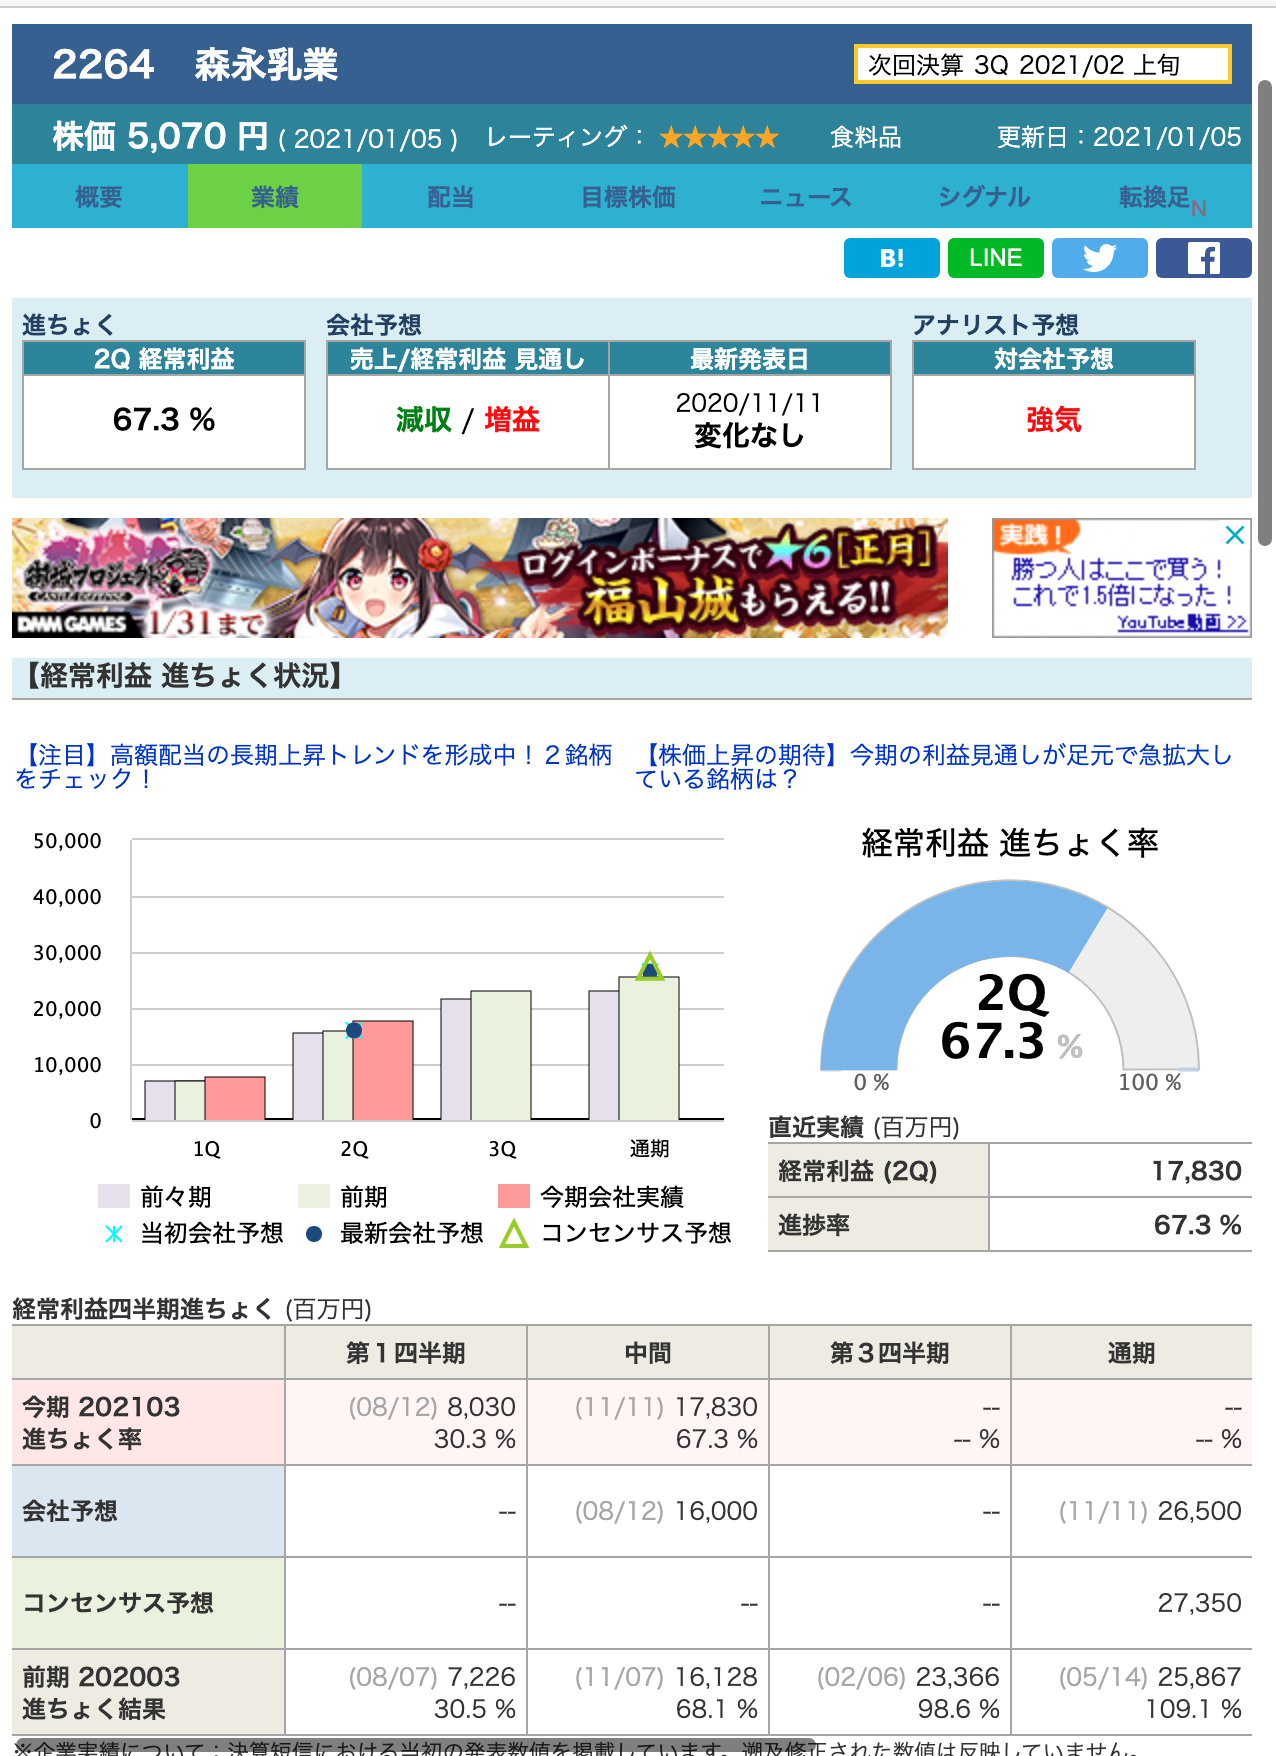 2264 森永乳業
次回決算 3Q 2021/02 上旬
株価 5,070 円 ( 2021/01/05 ) レーティング： ★★★★★ 食料品 更新日：2021/01/05
概要 業績 配当 目標株価 ニュース シグナル 転換足N
B! LINE
進ちょく 会社予想 アナリスト予想
2Q 経常利益 売上/経常利益 見通し 最新発表日 対会社予想
67.3 % 減収 / 増益 2020/11/11 強気
変化なし
ログインボーナスで★6[正月]
福山城もらえる!!
DMM GAMES 1/31まで
実践！
勝つ人はここで買う！
これで1.5倍になった！
YouTube動画 >>
【経常利益 進ちょく状況】
【注目】高額配当の長期上昇トレンドを形成中！２銘柄
をチェック！
【株価上昇の期待】今期の利益見通しが足元で急拡大し
ている銘柄は？
50,000
40,000
30,000
20,000
10,000
0
1Q 2Q 3Q 通期
前々期 前期 今期会社実績
当初会社予想 最新会社予想 コンセンサス予想
経常利益 進ちょく率
2Q
67.3 %
0 % 100 %
直近実績 (百万円)
経常利益 (2Q) 17,830
進捗率 67.3 %
経常利益四半期進ちょく (百万円)
第１四半期 中間 第３四半期 通期
今期 202103 (08/12) 8,030 (11/11) 17,830 -- --
進ちょく率 30.3 % 67.3 % -- % -- %
会社予想 -- (08/12) 16,000 -- (11/11) 26,500
コンセンサス予想 -- -- -- 27,350
前期 202003 (08/07) 7,226 (11/07) 16,128 (02/06) 23,366 (05/14) 25,867
進ちょく結果 30.5 % 68.1 % 98.6 % 109.1 %
※企業実績について：決算短信における当初の発表数値を掲載しています。遡及修正された数値は反映していません。